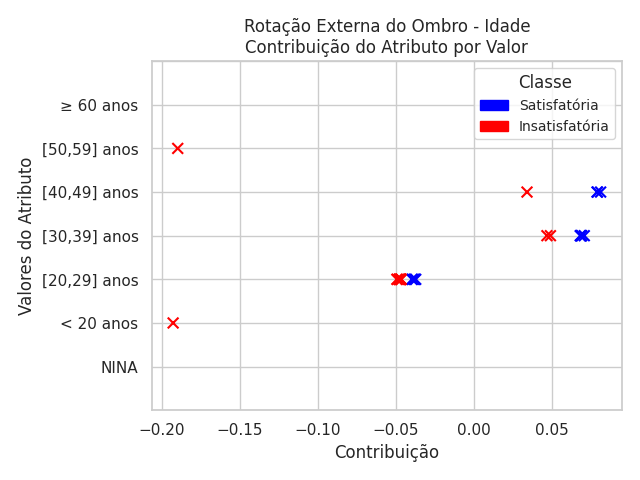 Rotação Externa do Ombro - Idade
Contribuição do Atributo por Valor
Classe
Satisfatória
Insatisfatória
Valores do Atributo
≥ 60 anos
[50,59] anos
[40,49] anos
[30,39] anos
[20,29] anos
< 20 anos
NINA
−0.20 −0.15 −0.10 −0.05 0.00 0.05
Contribuição